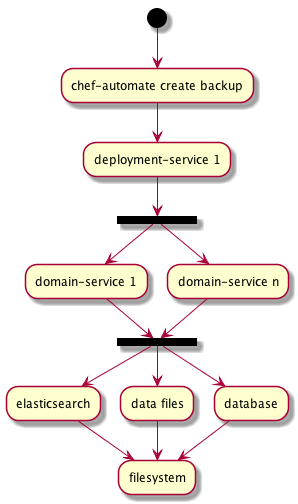 chef-automate create backup
deployment-service 1
domain-service 1
domain-service n
elasticsearch
data files
database
filesystem